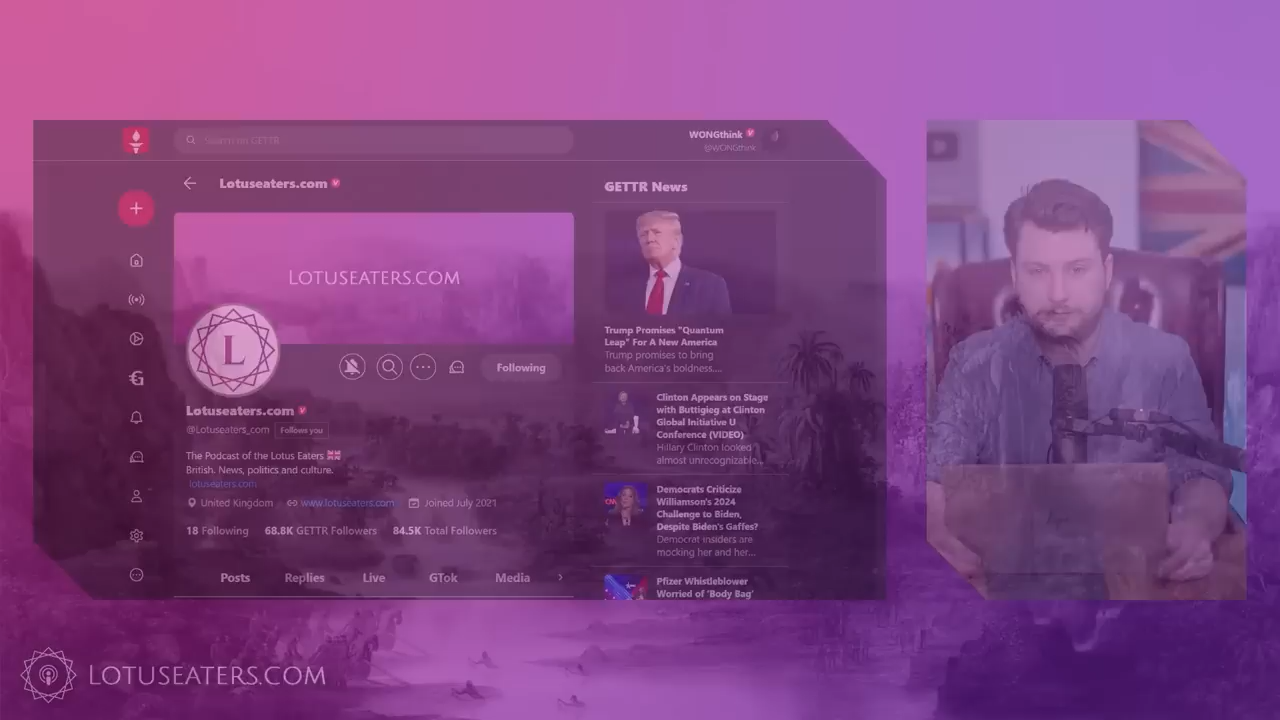 Search on GETTR
WONGthink
@WONGthink
Lotuseaters.com
LOTUSEATERS.COM
L
Following
Lotuseaters.com
@Lotuseaters_com
Follows you
The Podcast of the Lotus Eaters 🇬🇧
British. News, politics and culture.
lotuseaters.com
United Kingdom
www.lotuseaters.com
Joined July 2021
18 Following
68.8K GETTR Followers
84.5K Total Followers
Posts
Replies
Live
GTok
Media
GETTR News
Trump Promises "Quantum
Leap" For A New America
Trump promises to bring
back America's boldness....
Clinton Appears on Stage
with Buttigieg at Clinton
Global Initiative U
Conference (VIDEO)
Hillary Clinton looked
almost unrecognizable...
Democrats Criticize
Williamson's 2024
Challenge to Biden,
Despite Biden's Gaffes?
Democrat insiders are
mocking her and her...
Pfizer Whistleblower
Worried of 'Body Bag'
LOTUSEATERS.COM